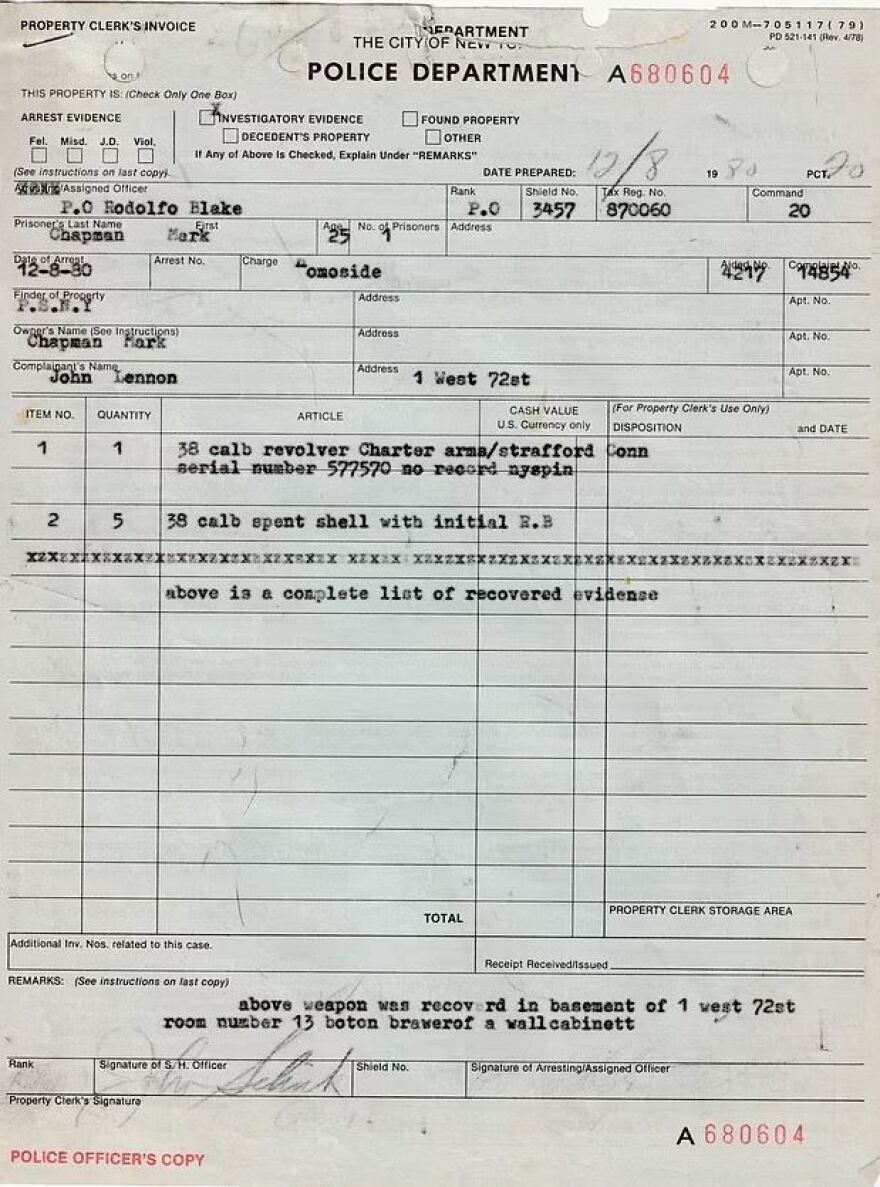 PROPERTY CLERK'S INVOICE
DEPARTMENT
200M-705117(79)
THE CITY OF NEW
PD 521-141 (Rev. 4/78)
POLICE DEPARTMENT
A680604
THIS PROPERTY IS: (Check Only One Box)
ARREST EVIDENCE
X INVESTIGATORY EVIDENCE
FOUND PROPERTY
DECEDENT'S PROPERTY
OTHER
Fel. Misd. J.D. Viol.
If Any of Above Is Checked, Explain Under "REMARKS"
(See instructions on last copy)
DATE PREPARED: 12/8 1980 PCT. 20
/Assigned Officer
Rank
Shield No.
Tax Reg. No.
Command
P.O Rodolfo Blake
P.O
3457
870060
20
Prisoner's Last Name First
Age
No. of Prisoners
Address
Chapman Mark
25
1
Date of Arrest
Arrest No.
Charge
Aided No.
Complaint No.
12-8-80
omoside
4217
14854
Finder of Property
Address
Apt. No.
P.S.N.Y
Owner's Name (See Instructions)
Address
Apt. No.
Chapman Mark
Complainant's Name
Address
Apt. No.
John Lennon
1 West 72st
ITEM NO.
QUANTITY
ARTICLE
CASH VALUE
U.S. Currency only
(For Property Clerk's Use Only)
DISPOSITION
and DATE
1 1 38 calb revolver Charter arms/strafford Conn
serial number 577570 no record nyspin
2 5 38 calb spent shell with initial R.B
above is a complete list of recovered evidense
TOTAL
PROPERTY CLERK STORAGE AREA
Additional Inv. Nos. related to this case.
Receipt Received/Issued
REMARKS: (See instructions on last copy)
above weapon was recov rd in basement of 1 west 72st
room number 13 boton brawerof a wallcabinett
Rank
Signature of S. H. Officer
Shield No.
Signature of Arresting/Assigned Officer
Property Clerk's Signature
A680604
POLICE OFFICER'S COPY